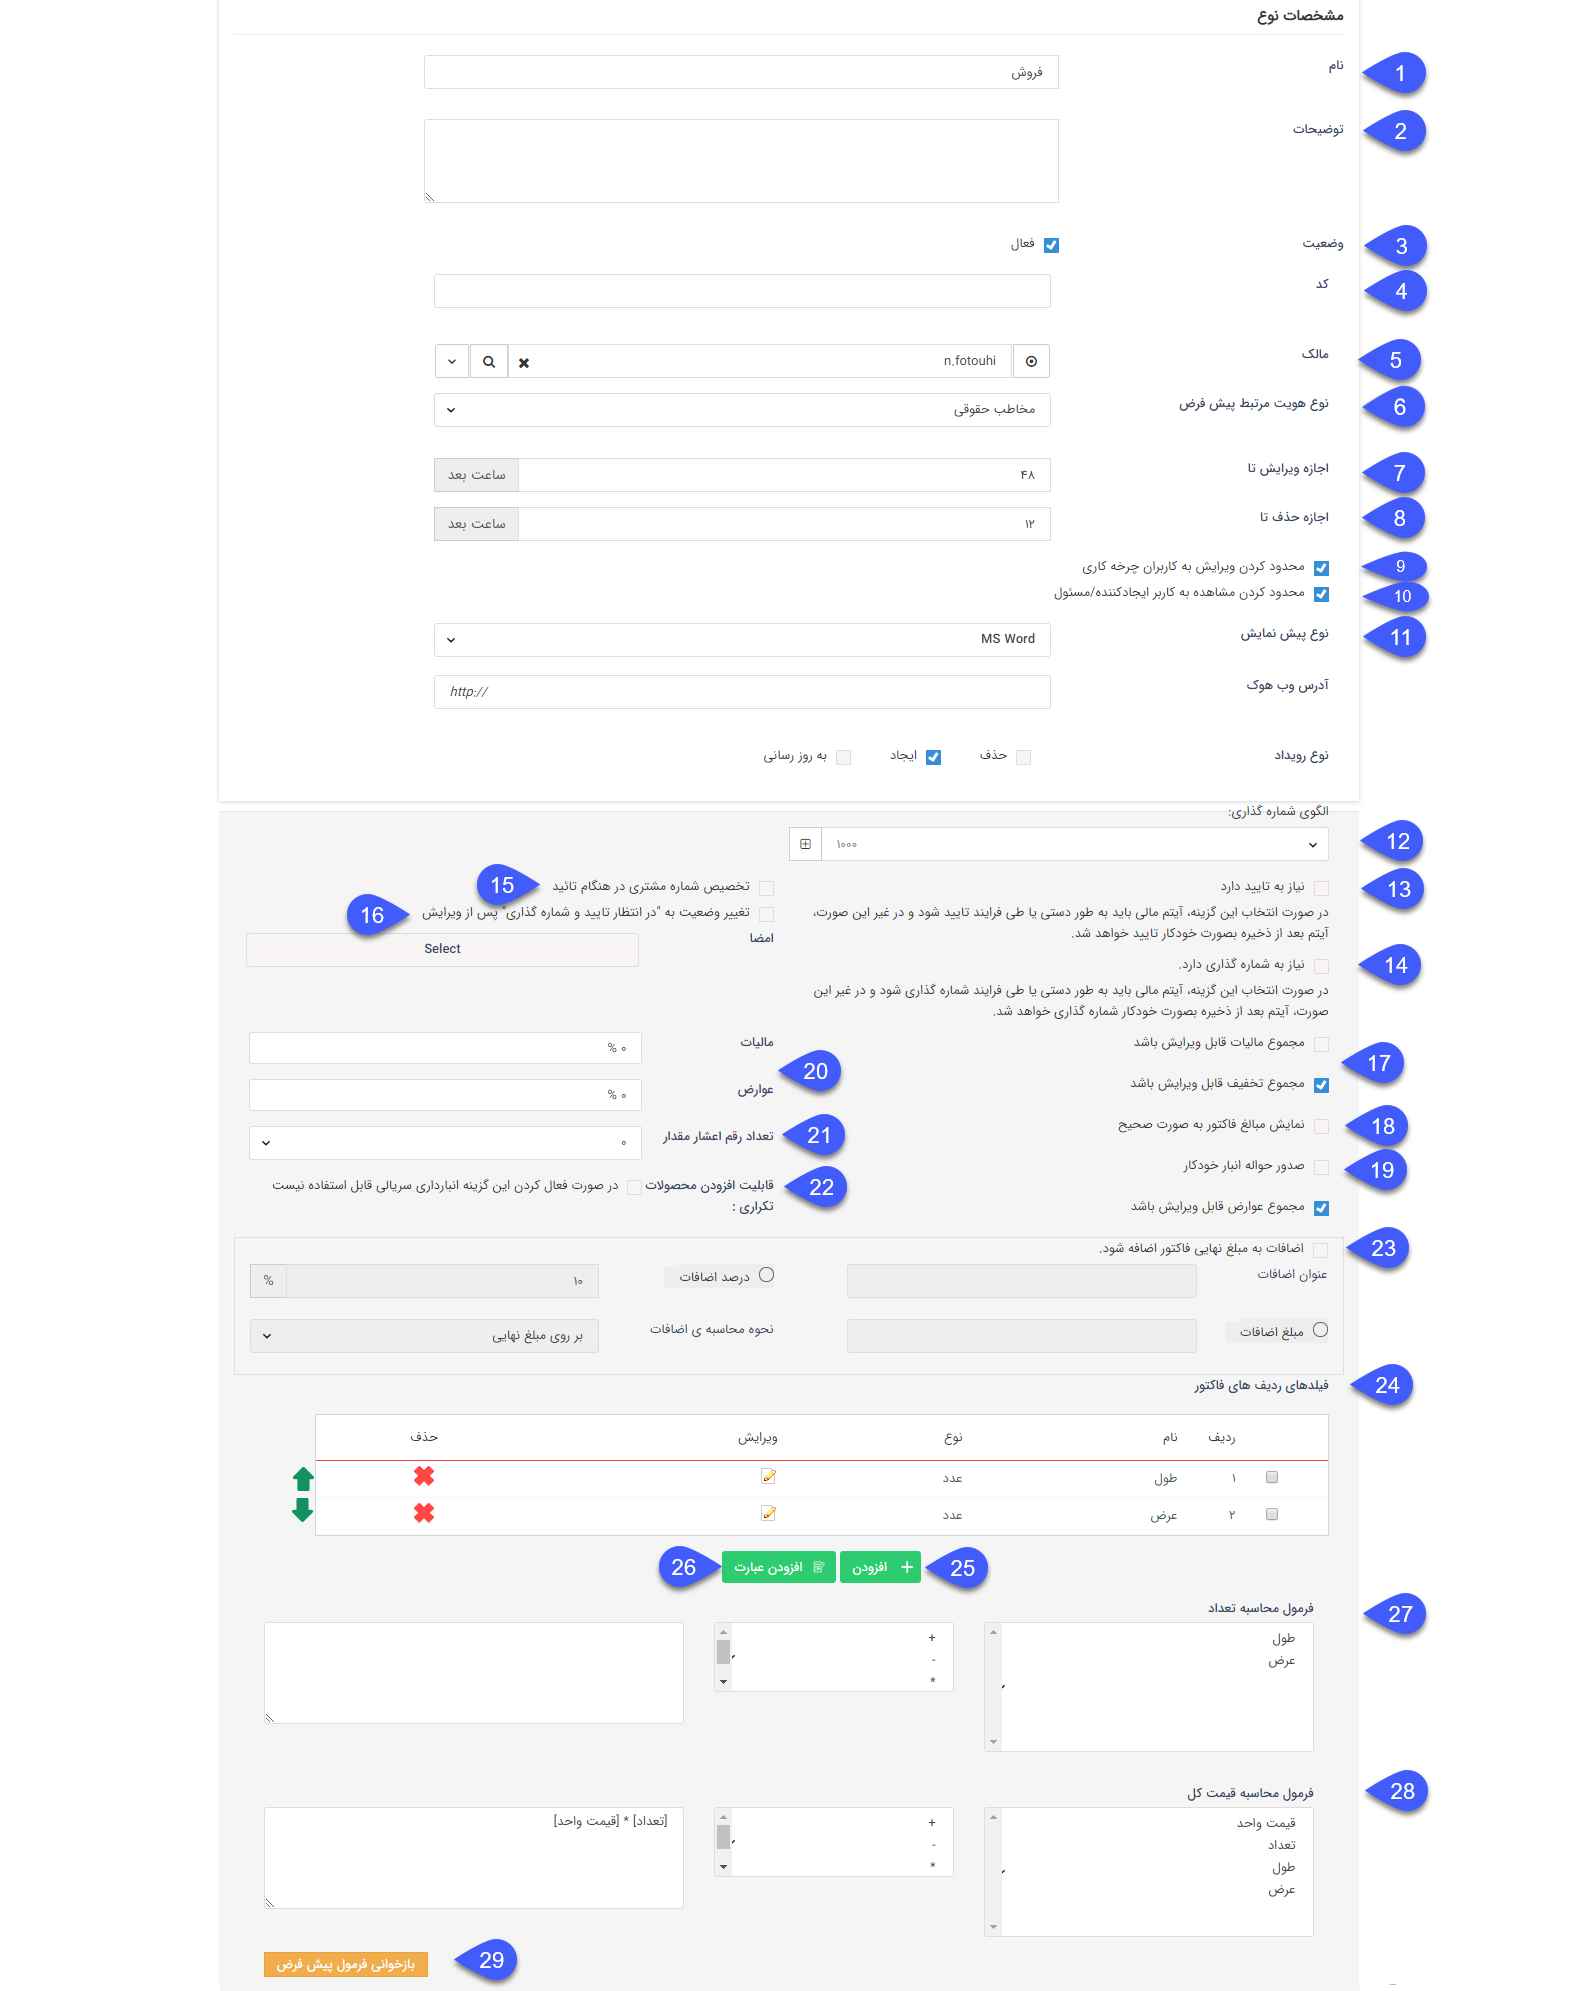 مشخصات نوع
نام
فروش
1
توضیحات
2
وضعیت
فعال
3
کد
4
مالک
n.fotouhi
5
نوع هویت مرتبط پیش فرض
مخاطب حقوقی
6
اجازه ویرایش تا
۴۸
ساعت بعد
7
اجازه حذف تا
۱۲
ساعت بعد
8
محدود کردن ویرایش به کاربران چرخه کاری
9
محدود کردن مشاهده به کاربر ایجادکننده/مسئول
10
نوع پیش نمایش
MS Word
11
آدرس وب هوک
http://
نوع رویداد
حذف
ایجاد
به روز رسانی
الگوی شماره گذاری:
۱۰۰۰
12
نیاز به تایید دارد
13
در صورت انتخاب این گزینه، آیتم مالی باید به طور دستی یا طی فرایند تایید شود و در غیر این صورت،
آیتم بعد از ذخیره بصورت خودکار تایید خواهد شد.
نیاز به شماره گذاری دارد.
14
در صورت انتخاب این گزینه، آیتم مالی باید به طور دستی یا طی فرایند شماره گذاری شود و در غیر این
صورت، آیتم بعد از ذخیره بصورت خودکار شماره گذاری خواهد شد.
تخصیص شماره مشتری در هنگام تائید
15
تغییر وضعیت به "در انتظار تایید و شماره گذاری" پس از ویرایش
16
امضا
Select
مجموع مالیات قابل ویرایش باشد
17
مجموع تخفیف قابل ویرایش باشد
نمایش مبالغ فاکتور به صورت صحیح
18
صدور حواله انبار خودکار
19
مجموع عوارض قابل ویرایش باشد
مالیات
۰ %
20
عوارض
۰ %
تعداد رقم اعشار مقدار
۰
21
قابلیت افزودن محصولات
تکراری :
در صورت فعال کردن این گزینه انبارداری سریالی قابل استفاده نیست
22
اضافات به مبلغ نهایی فاکتور اضافه شود.
23
عنوان اضافات
درصد اضافات
۱۰
%
مبلغ اضافات
نحوه محاسبه ی اضافات
بر روی مبلغ نهایی
فیلدهای ردیف های فاکتور
24
ردیف
نام
نوع
ویرایش
حذف
۱
طول
عدد
۲
عرض
عدد
افزودن
25
افزودن عبارت
26
فرمول محاسبه تعداد
27
طول
عرض
+
-
*
فرمول محاسبه قیمت کل
28
قیمت واحد
تعداد
طول
عرض
+
-
*
[تعداد] * [قیمت واحد]
بازخوانی فرمول پیش فرض
29